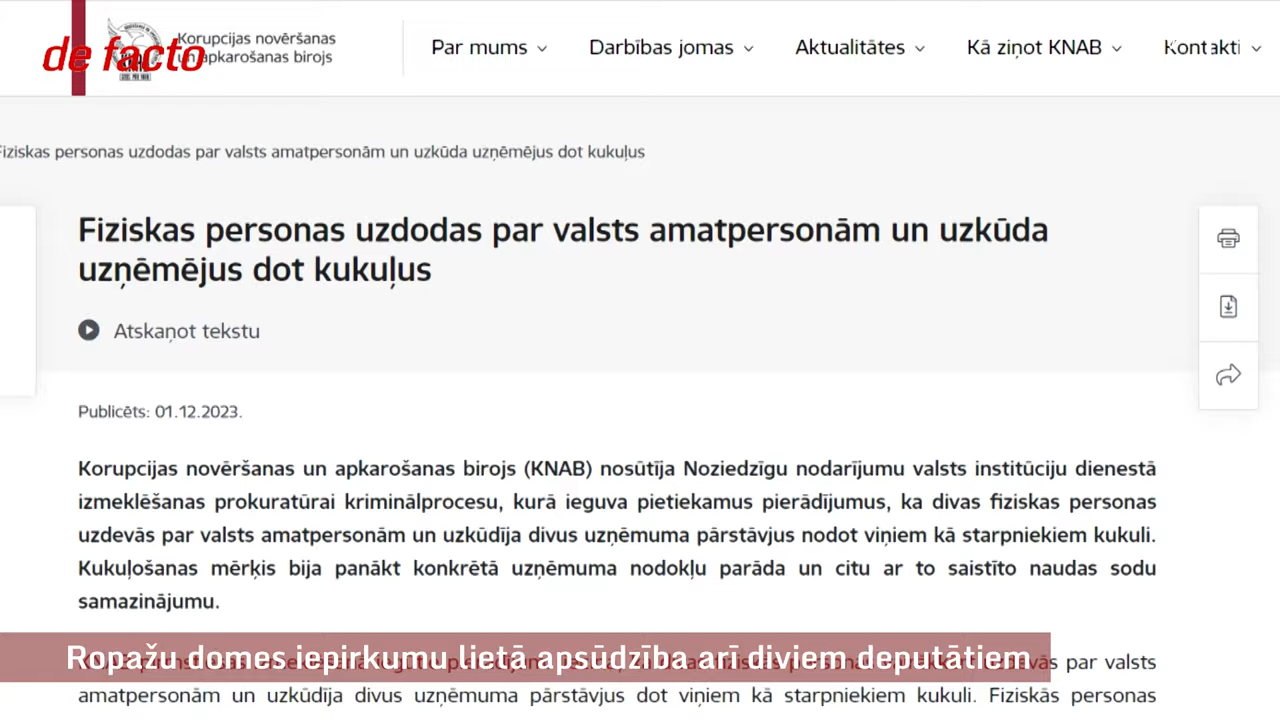 de facto
Korupcijas novēršanas
un apkarošanas birojs
Par mums
Darbības jomas
Aktualitātes
Kā ziņot KNAB
Kontakti
Fiziskas personas uzdodas par valsts amatpersonām un uzkūda uzņēmējus dot kukuļus
Fiziskas personas uzdodas par valsts amatpersonām un uzkūda
uzņēmējus dot kukuļus
Atskaņot tekstu
Publicēts: 01.12.2023.
Korupcijas novēršanas un apkarošanas birojs (KNAB) nosūtīja Noziedzīgu nodarījumu valsts institūciju dienestā
izmeklēšanas prokuratūrai kriminālprocesu, kurā ieguva pietiekamus pierādījumus, ka divas fiziskas personas
uzdevās par valsts amatpersonām un uzkūdīja divus uzņēmuma pārstāvjus nodot viņiem kā starpniekiem kukuli.
Kukuļošanas mērķis bija panākt konkrētā uzņēmuma nodokļu parāda un citu ar to saistīto naudas sodu
samazinājumu.
Ropažu domes iepirkumu lietā apsūdzība arī diviem deputātiem
par valsts
amatpersonām un uzkūdīja divus uzņēmuma pārstāvjus dot viņiem kā starpniekiem kukuli. Fiziskās personas